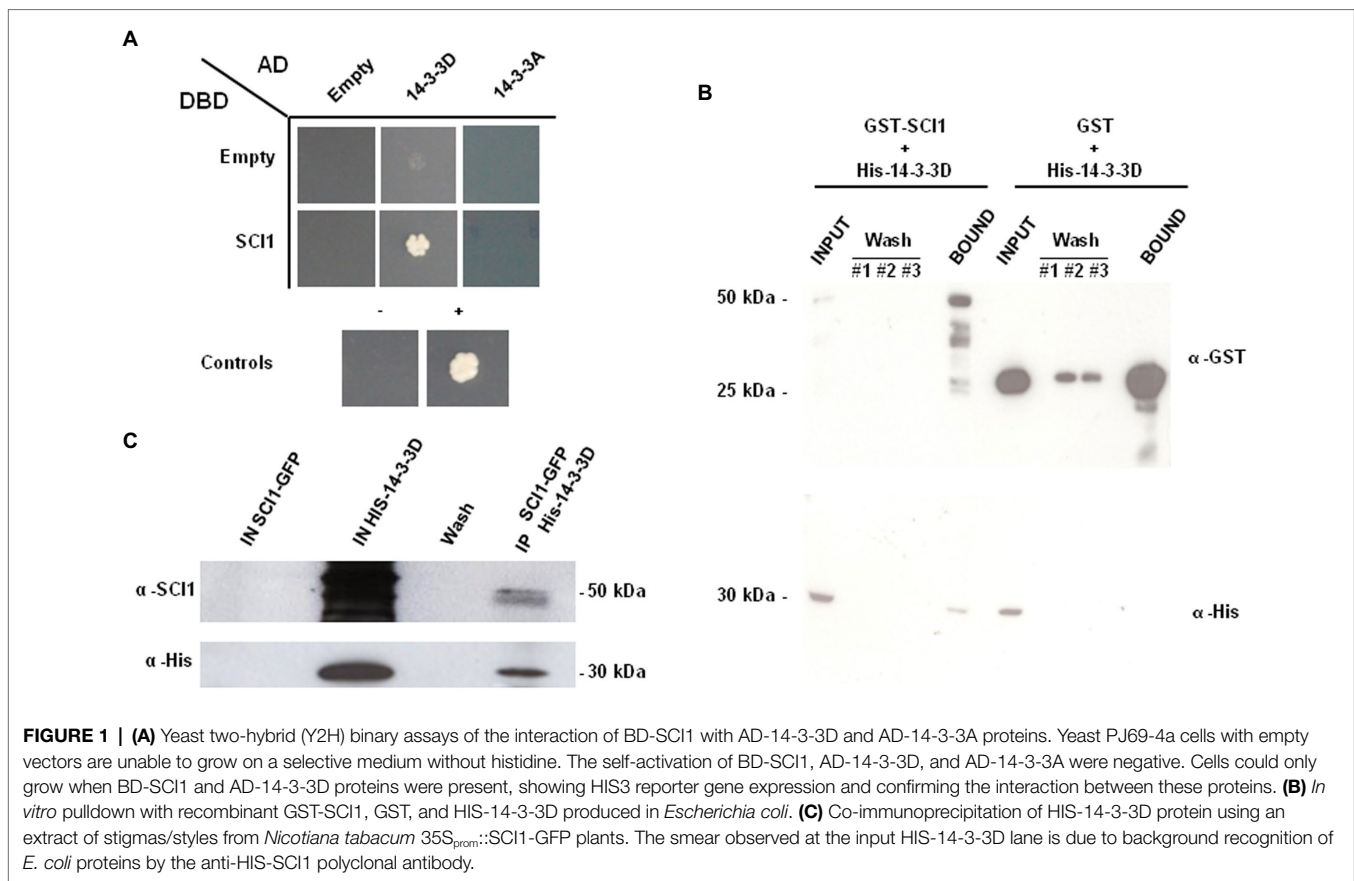 A
AD
DBD
Empty
14-3-3D
14-3-3A
Empty
SCI1
- +
Controls
B
GST-SCI1
+
His-14-3-3D
GST
+
His-14-3-3D
INPUT
Wash
#1 #2 #3
BOUND
INPUT
Wash
#1 #2 #3
BOUND
50 kDa -
25 kDa -
α-GST
30 kDa -
α-His
C
IN SCI1-GFP
IN HIS-14-3-3D
Wash
IP SCI1-GFP
His-14-3-3D
α-SCI1
- 50 kDa
α-His
- 30 kDa
FIGURE 1 | (A) Yeast two-hybrid (Y2H) binary assays of the interaction of BD-SCI1 with AD-14-3-3D and AD-14-3-3A proteins. Yeast PJ69-4a cells with empty
vectors are unable to grow on a selective medium without histidine. The self-activation of BD-SCI1, AD-14-3-3D, and AD-14-3-3A were negative. Cells could only
grow when BD-SCI1 and AD-14-3-3D proteins were present, showing HIS3 reporter gene expression and confirming the interaction between these proteins. (B) In
vitro pulldown with recombinant GST-SCI1, GST, and HIS-14-3-3D produced in Escherichia coli. (C) Co-immunoprecipitation of HIS-14-3-3D protein using an
extract of stigmas/styles from Nicotiana tabacum 35Sprom::SCI1-GFP plants. The smear observed at the input HIS-14-3-3D lane is due to background recognition of
E. coli proteins by the anti-HIS-SCI1 polyclonal antibody.